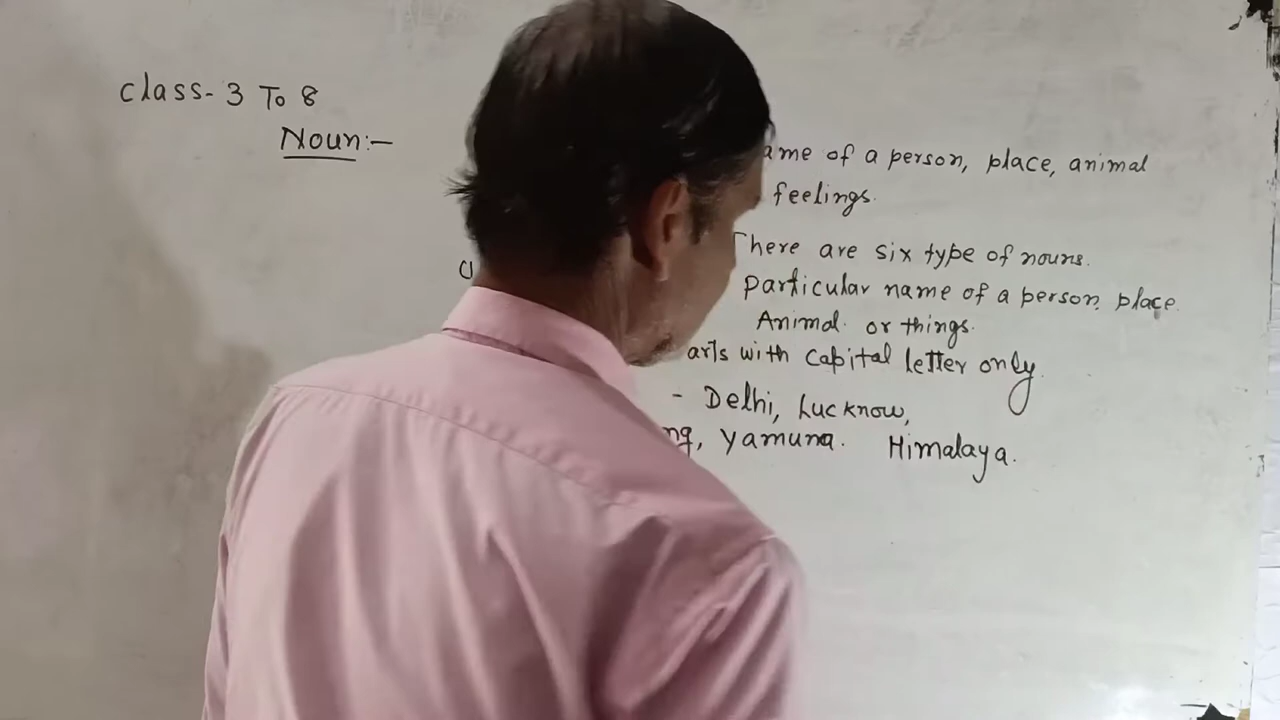 class- 3 To 8
Noun:-
ame of a person, place, animal
feelings.
There are six type of nouns.
particular name of a person, place
Animal. or things.
arts with capital letter only.
- Delhi, Lucknow,
Yamuna. Himalaya.